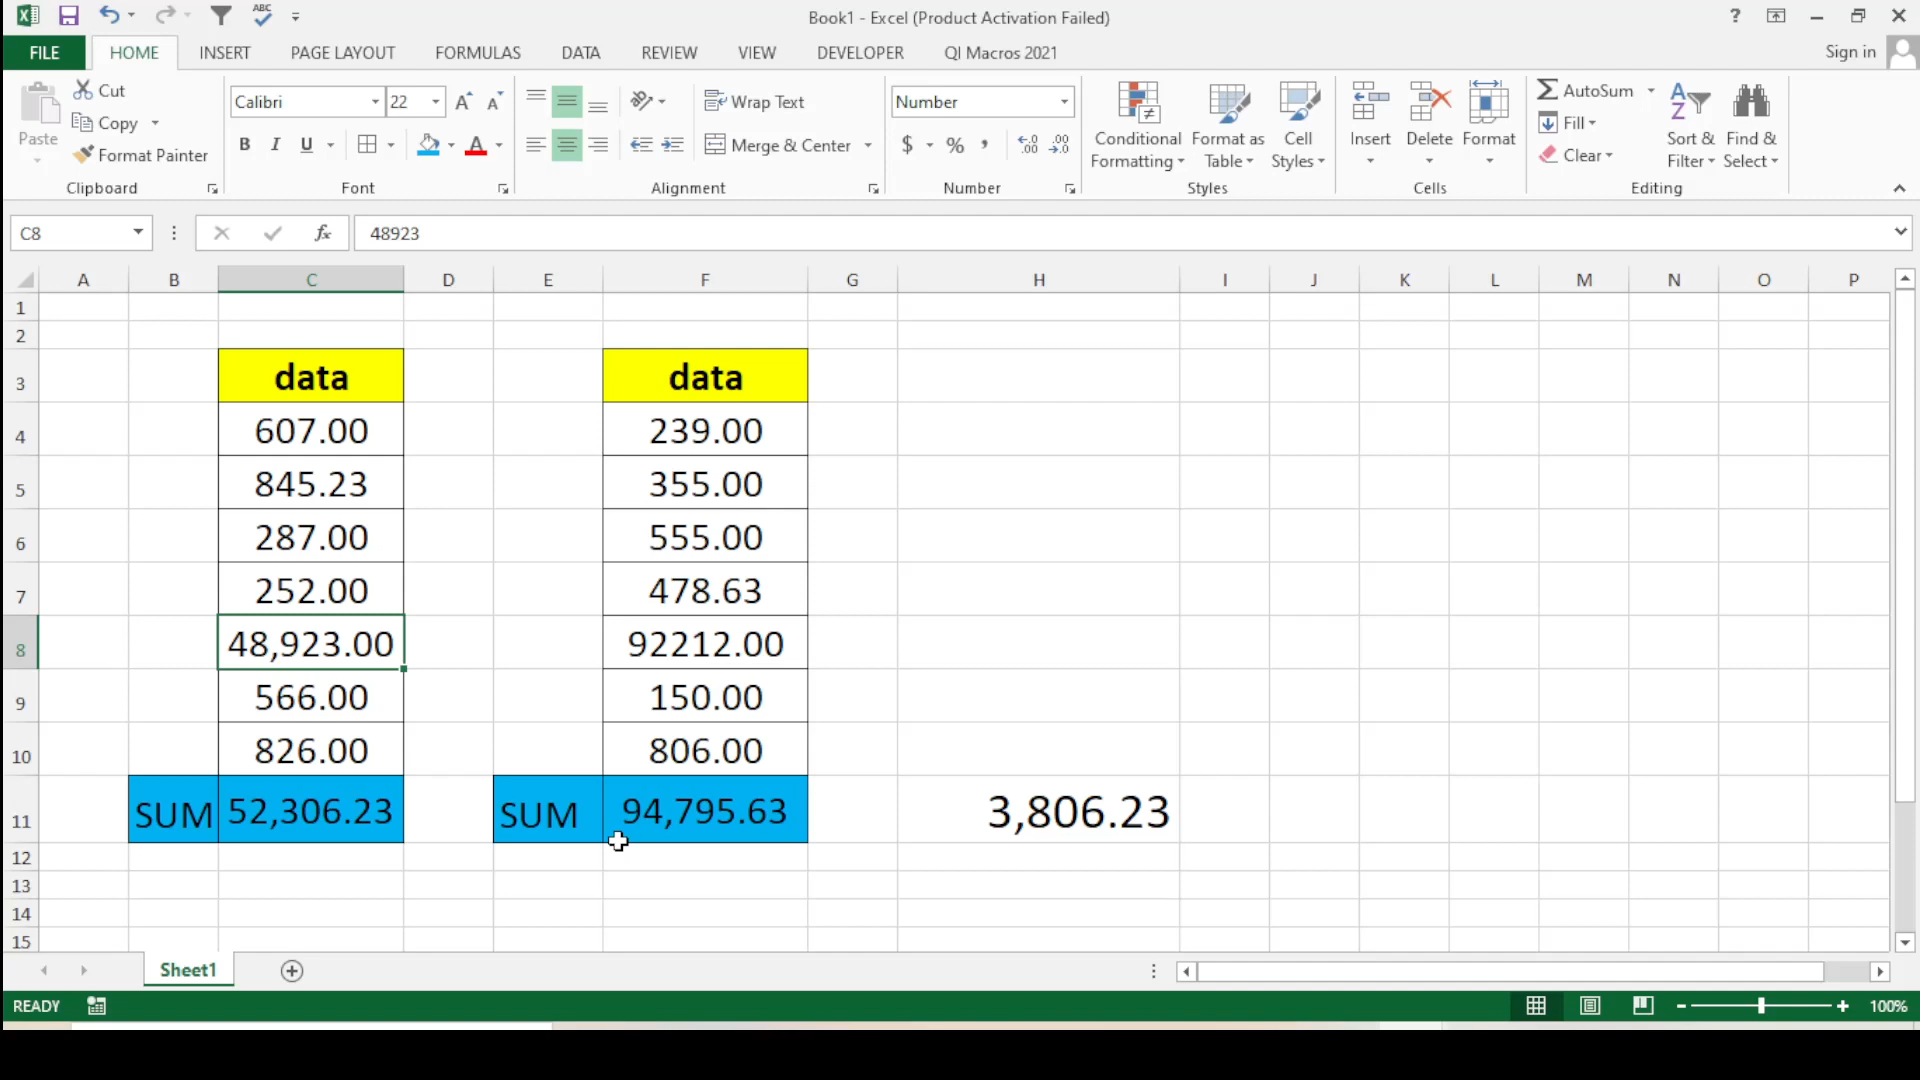 Book1 - Excel (Product Activation Failed)
ABC
?
FILE HOME INSERT PAGE LAYOUT FORMULAS DATA REVIEW VIEW DEVELOPER QI Macros 2021 Sign in
Paste
Cut
Copy
Format Painter
Clipboard
Calibri 22
B I U
Font
Wrap Text
Merge & Center
Alignment
Number
$ % ,
Number
Conditional Formatting
Format as Table
Cell Styles
Styles
Insert
Delete
Format
Cells
AutoSum
Fill
Clear
Sort & Filter
Find & Select
Editing
C8 fx 48923
A B C D E F G H I J K L M N O P
1
2
3 data data
4 607.00 239.00
5 845.23 355.00
6 287.00 555.00
7 252.00 478.63
8 48,923.00 92212.00
9 566.00 150.00
10 826.00 806.00
11 SUM 52,306.23 SUM 94,795.63 3,806.23
12
13
14
15
Sheet1
READY 100%